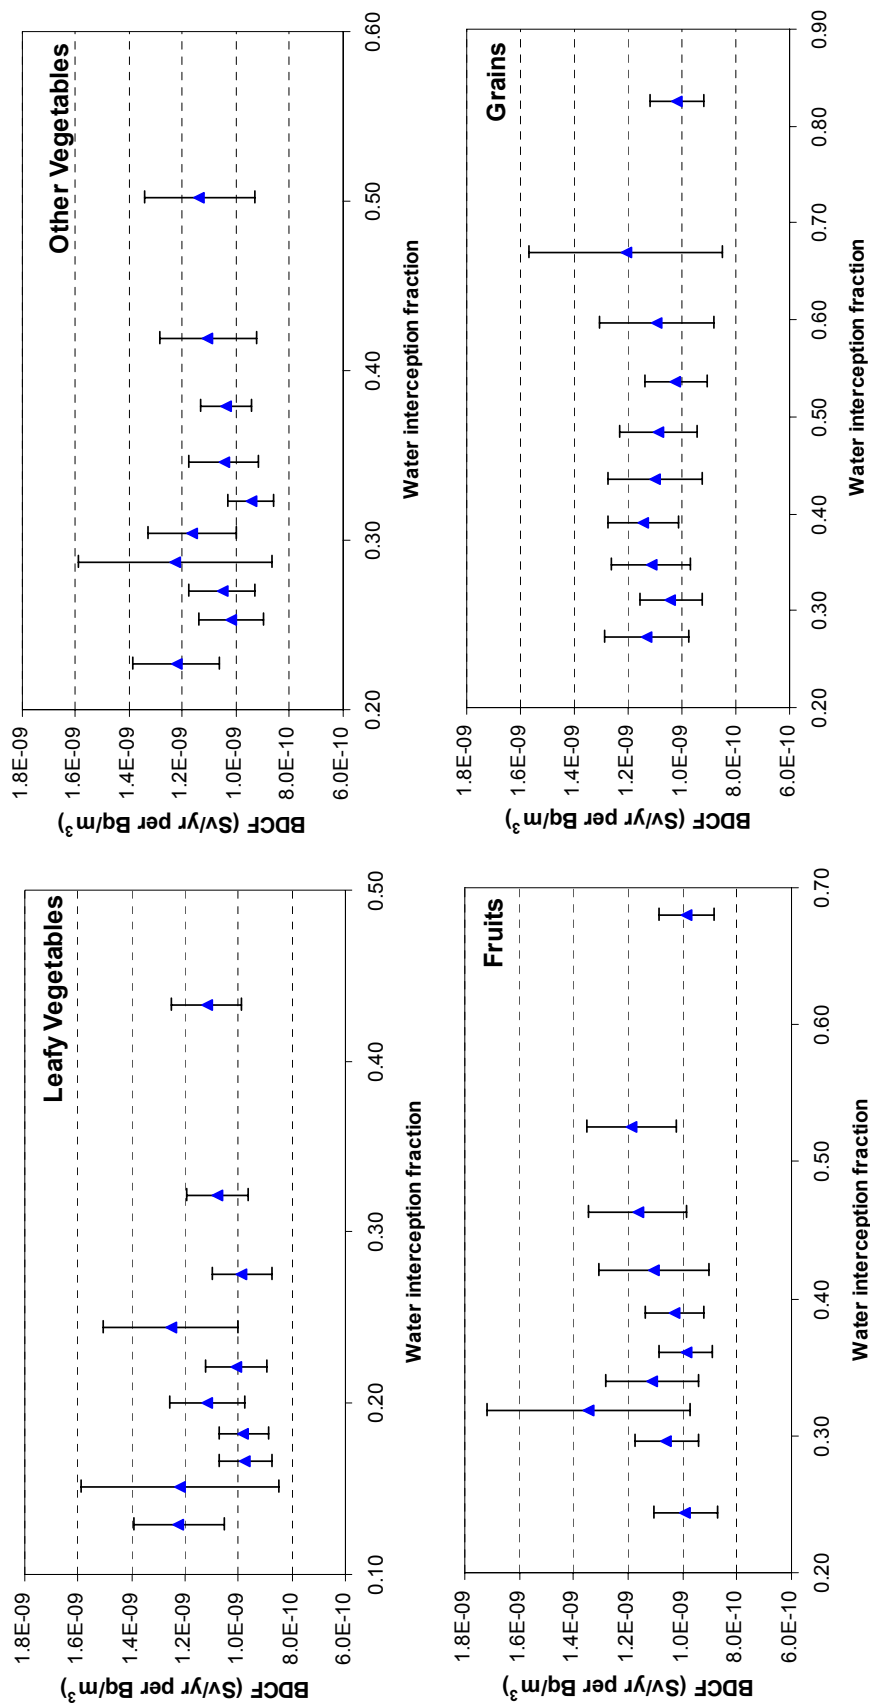 Leafy Vegetables
BDCF (Sv/yr per Bq/m³)
1.8E-09
1.6E-09
1.4E-09
1.2E-09
1.0E-09
8.0E-10
6.0E-10
0.10 0.20 0.30 0.40 0.50
Water interception fraction
Other Vegetables
BDCF (Sv/yr per Bq/m³)
1.8E-09
1.6E-09
1.4E-09
1.2E-09
1.0E-09
8.0E-10
6.0E-10
0.20 0.30 0.40 0.50 0.60
Water interception fraction
Fruits
BDCF (Sv/yr per Bq/m³)
1.8E-09
1.6E-09
1.4E-09
1.2E-09
1.0E-09
8.0E-10
6.0E-10
0.20 0.30 0.40 0.50 0.60 0.70
Water interception fraction
Grains
BDCF (Sv/yr per Bq/m³)
1.8E-09
1.6E-09
1.4E-09
1.2E-09
1.0E-09
8.0E-10
6.0E-10
0.20 0.30 0.40 0.50 0.60 0.70 0.80 0.90
Water interception fraction